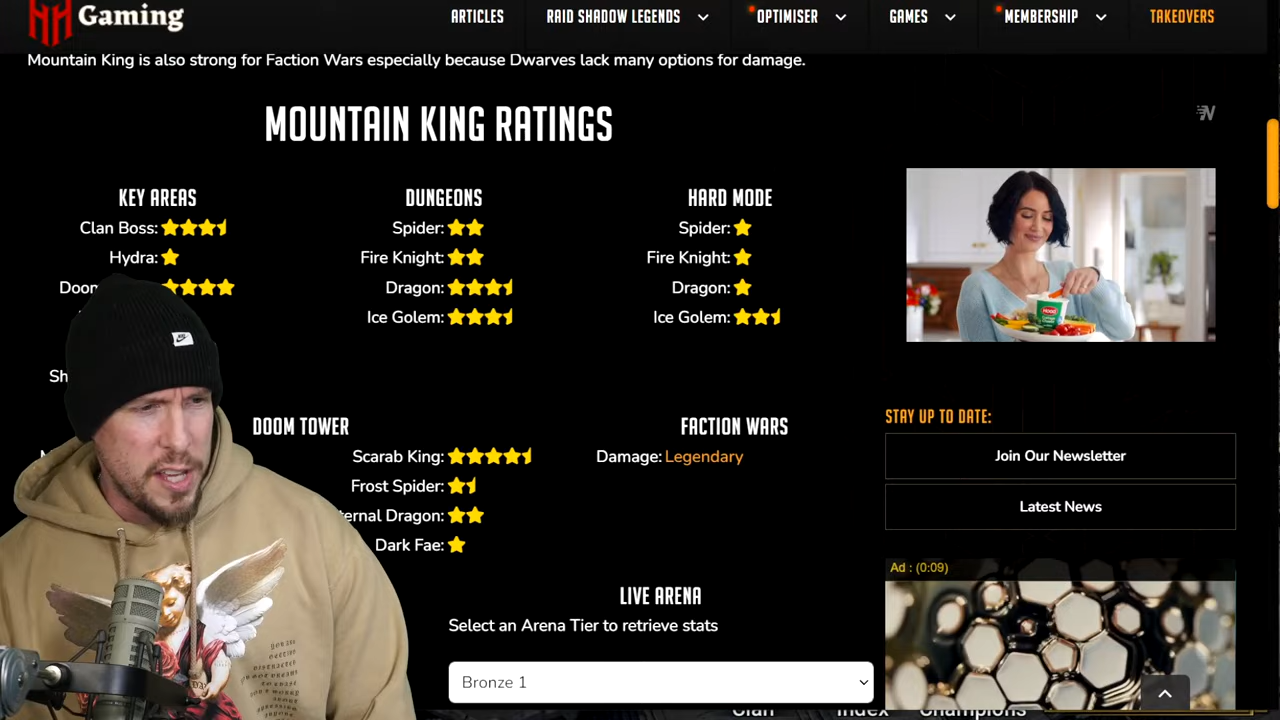 Gaming
ARTICLES
RAID SHADOW LEGENDS
OPTIMISER
GAMES
MEMBERSHIP
TAKEOVERS
Mountain King is also strong for Faction Wars especially because Dwarves lack many options for damage.
MOUNTAIN KING RATINGS
KEY AREAS
Clan Boss:
Hydra:
Doom
Sh
DUNGEONS
Spider:
Fire Knight:
Dragon:
Ice Golem:
HARD MODE
Spider:
Fire Knight:
Dragon:
Ice Golem:
HOOD
DOOM TOWER
Scarab King:
Frost Spider:
ternal Dragon:
Dark Fae:
FACTION WARS
Damage: Legendary
LIVE ARENA
Select an Arena Tier to retrieve stats
Bronze 1
STAY UP TO DATE:
Join Our Newsletter
Latest News
Ad : (0:09)
Clan Index Champions